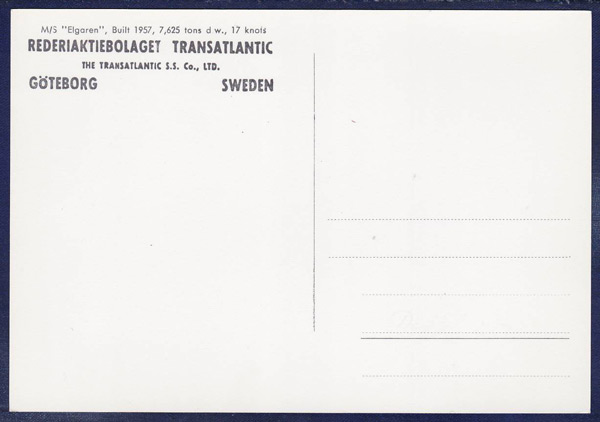 M/S "Elgaren", Built 1957, 7,625 tons d w., 17 knots
REDERIAKTIEBOLAGET TRANSATLANTIC
THE TRANSATLANTIC S.S. Co., LTD.
GÖTEBORG SWEDEN